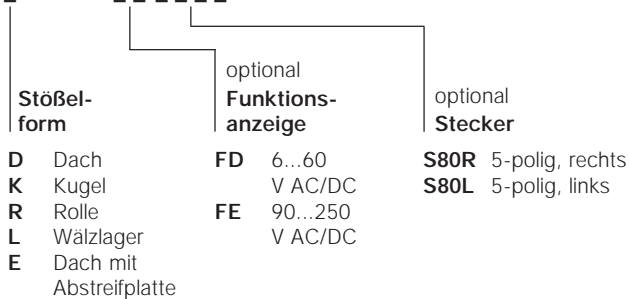 optional
Stößel-
form
optional
Funktions-
anzeige
optional
Stecker
D Dach
K Kugel
R Rolle
L Wälzlager
E Dach mit
Abstreifplatte
FD 6...60
V AC/DC
FE 90...250
V AC/DC
S80R 5-polig, rechts
S80L 5-polig, links